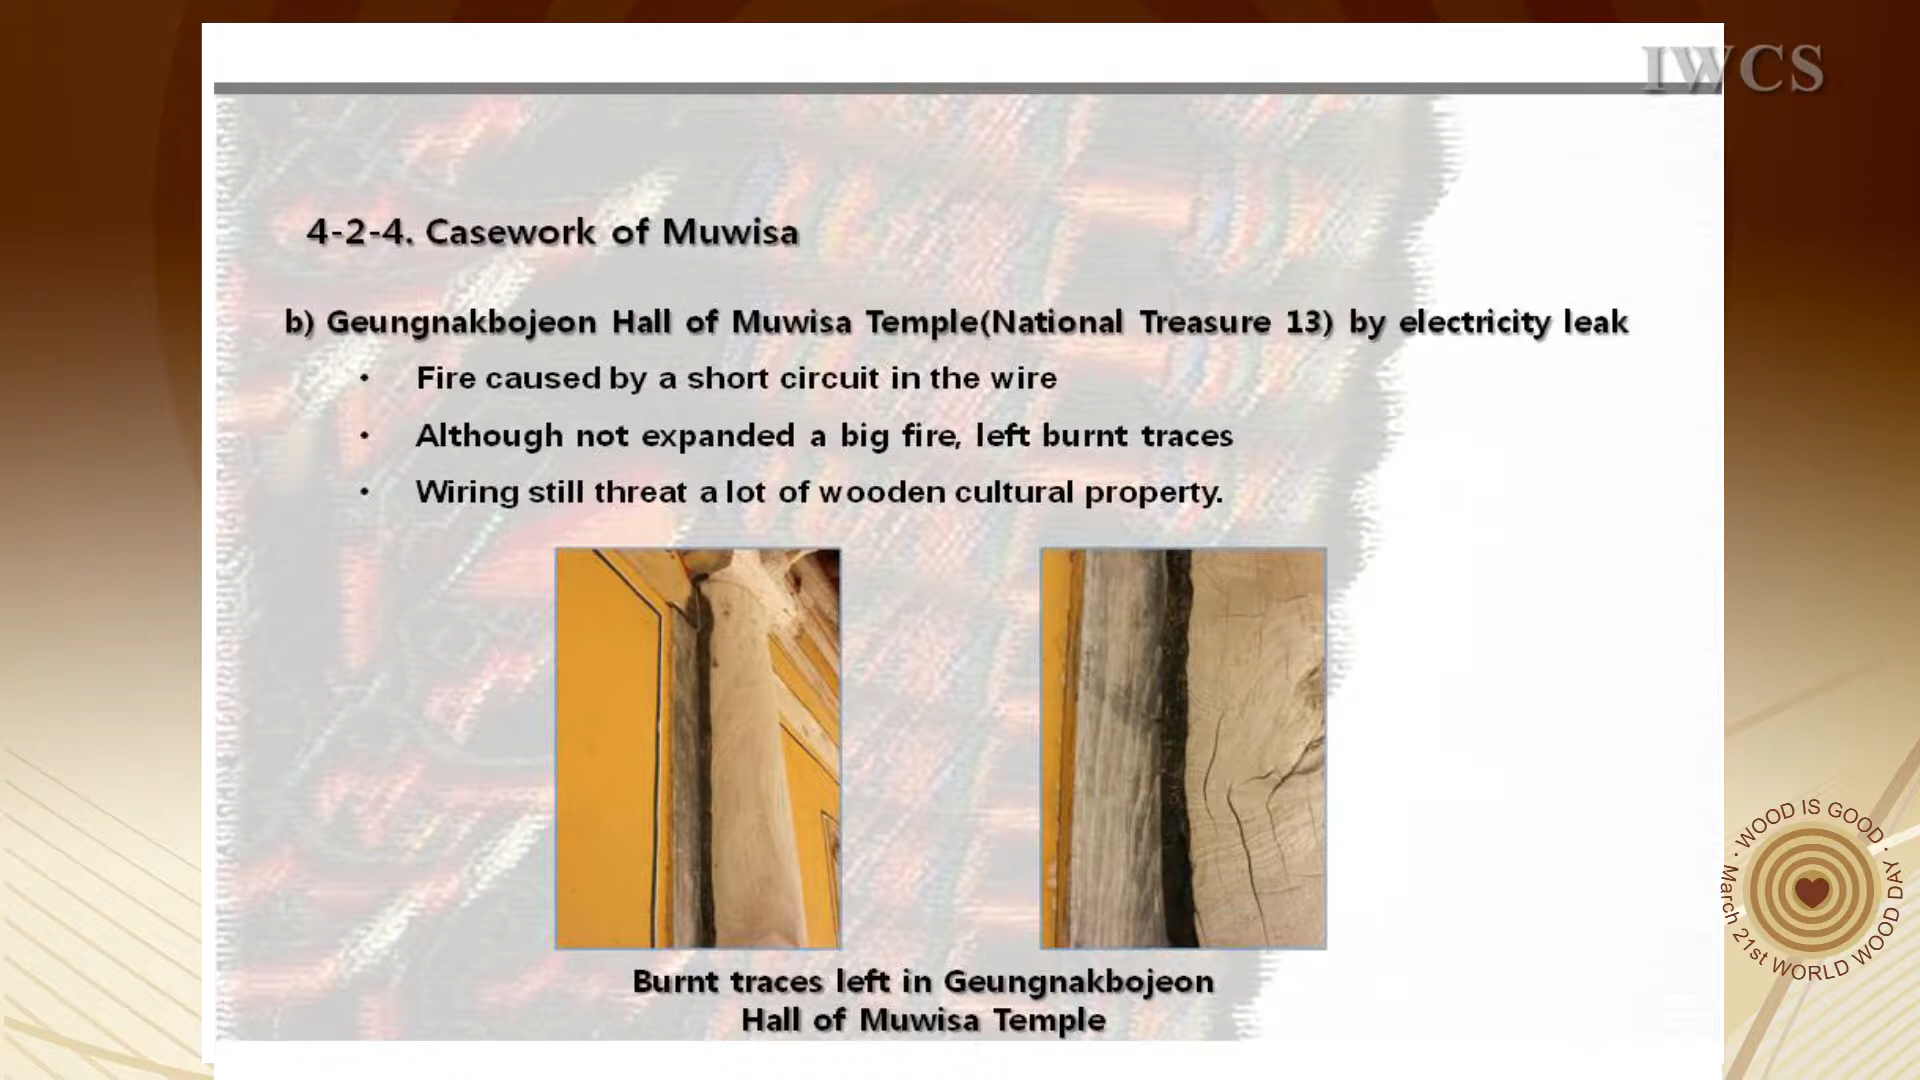 IWCS
4-2-4. Casework of Muwisa
b) Geungnakbojeon Hall of Muwisa Temple(National Treasure 13) by electricity leak
• Fire caused by a short circuit in the wire
• Although not expanded a big fire, left burnt traces
• Wiring still threat a lot of wooden cultural property.
Burnt traces left in Geungnakbojeon
Hall of Muwisa Temple
· WOOD IS GOOD ·
March 21st WORLD WOOD DAY